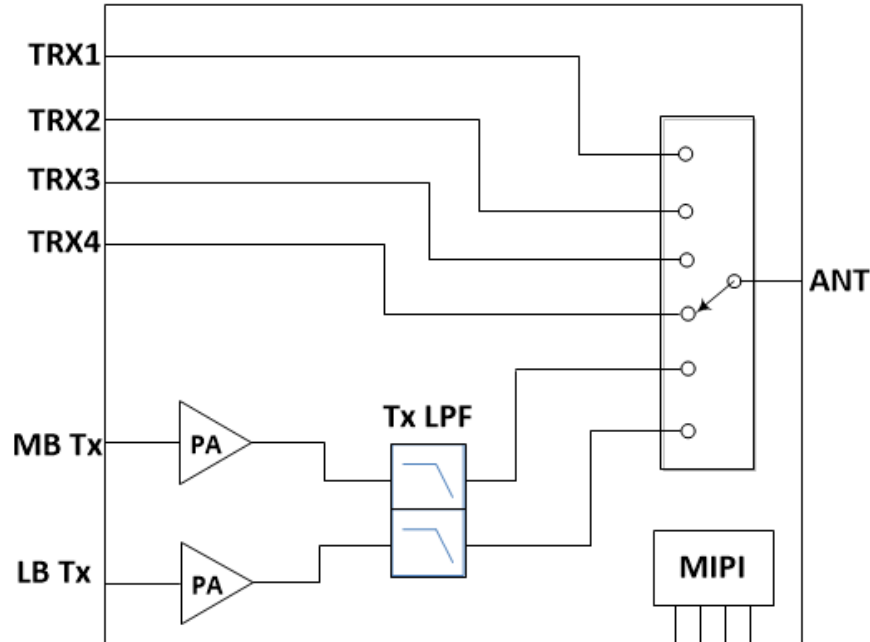 TRX1
TRX2
TRX3
TRX4
ANT
Tx LPF
MB Tx
PA
LB Tx
PA
MIPI